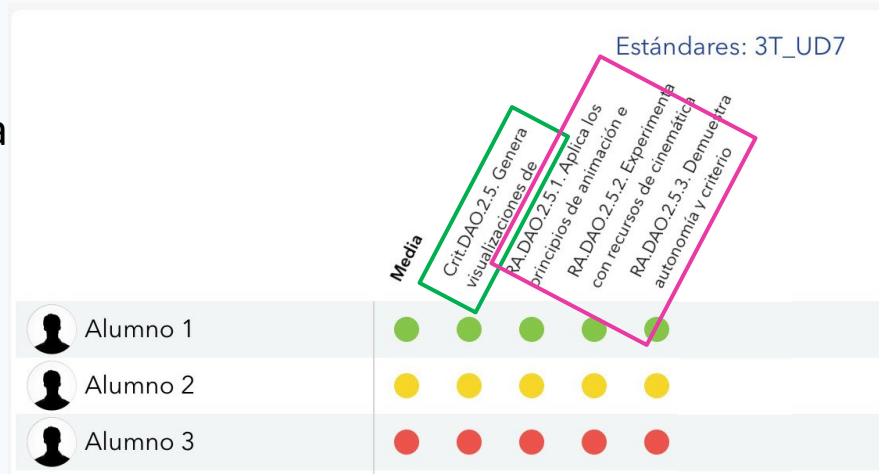 Estándares: 3T_UD7
a
Media
Crit.DAO.2.5. Genera
visualizaciones de
RA.DAO.2.5.1. Aplica los
principios de animación e
RA.DAO.2.5.2. Experimenta
con recursos de cinemática
RA.DAO.2.5.3. Demuestra
autonomía y criterio
Alumno 1
Alumno 2
Alumno 3